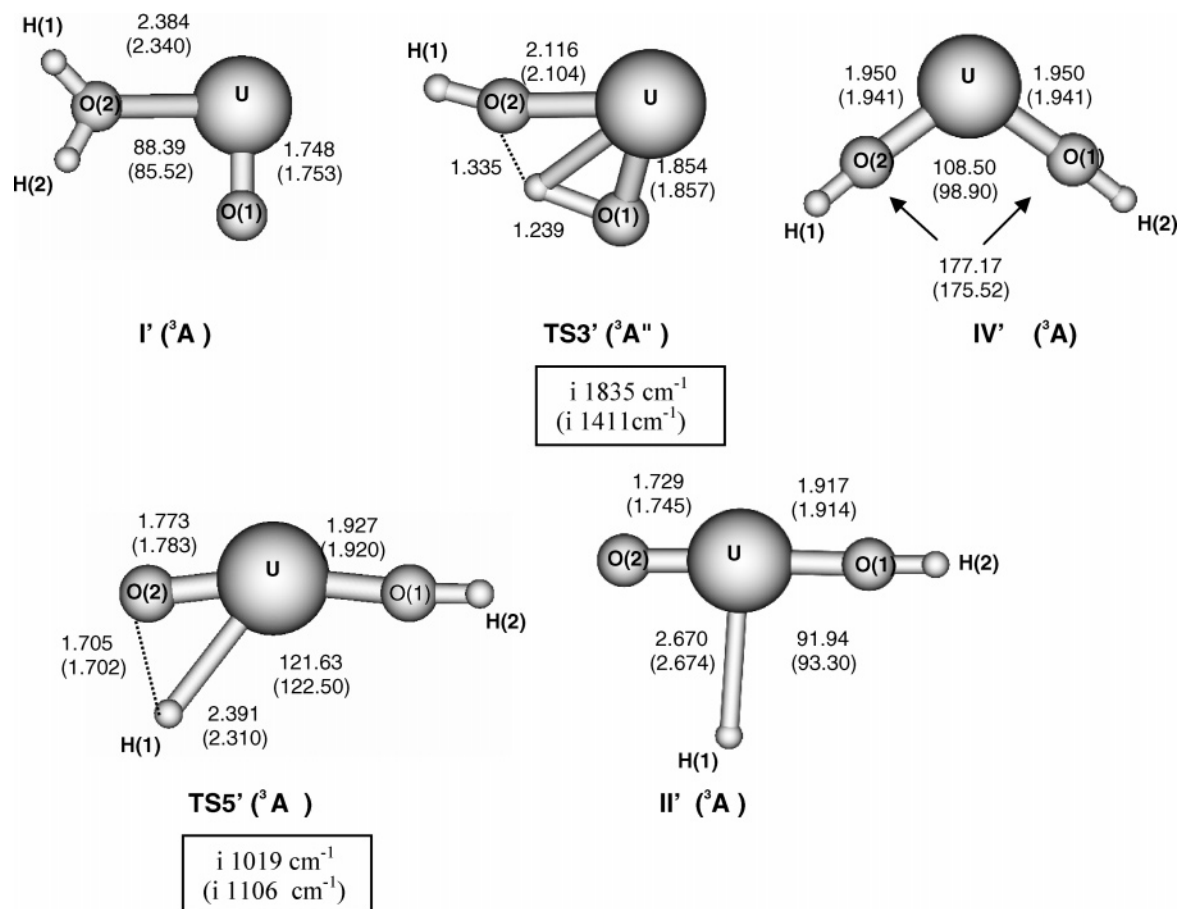 2.384
(2.340)
H(1)
O(2)
U
H(2)
88.39
(85.52)
1.748
(1.753)
O(1)
I' (³A )
H(1)
2.116
(2.104)
O(2)
U
1.335
1.854
(1.857)
O(1)
1.239
TS3' (³A" )
i 1835 cm⁻¹
(i 1411cm⁻¹)
1.950
(1.941)
U
1.950
(1.941)
O(2)
108.50
(98.90)
O(1)
H(1)
H(2)
177.17
(175.52)
IV' (³A)
1.773
(1.783)
1.927
(1.920)
U
O(2)
O(1)
H(2)
1.705
(1.702)
121.63
(122.50)
H(1)
2.391
(2.310)
TS5' (³A )
i 1019 cm⁻¹
(i 1106 cm⁻¹)
1.729
(1.745)
1.917
(1.914)
O(2)
U
O(1)
H(2)
2.670
(2.674)
91.94
(93.30)
H(1)
II' (³A )